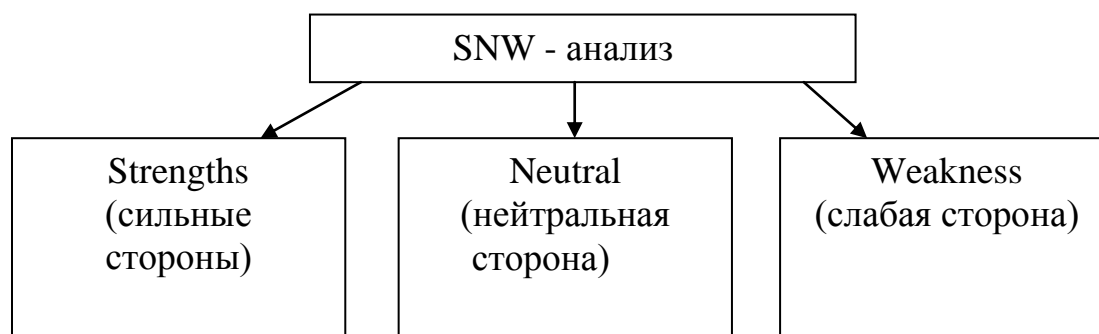 SNW - анализ
Strengths
(сильные
стороны)
Neutral
(нейтральная
сторона)
Weakness
(слабая сторона)